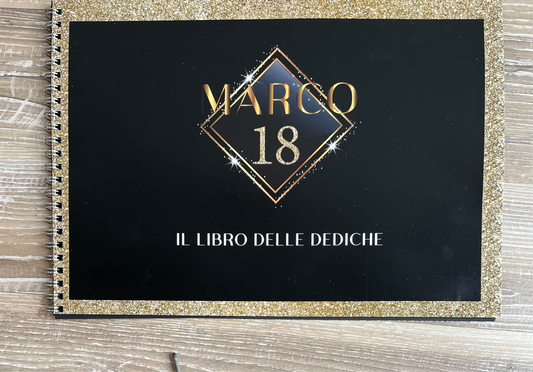 MARCO
18
IL LIBRO DELLE DEDICHE